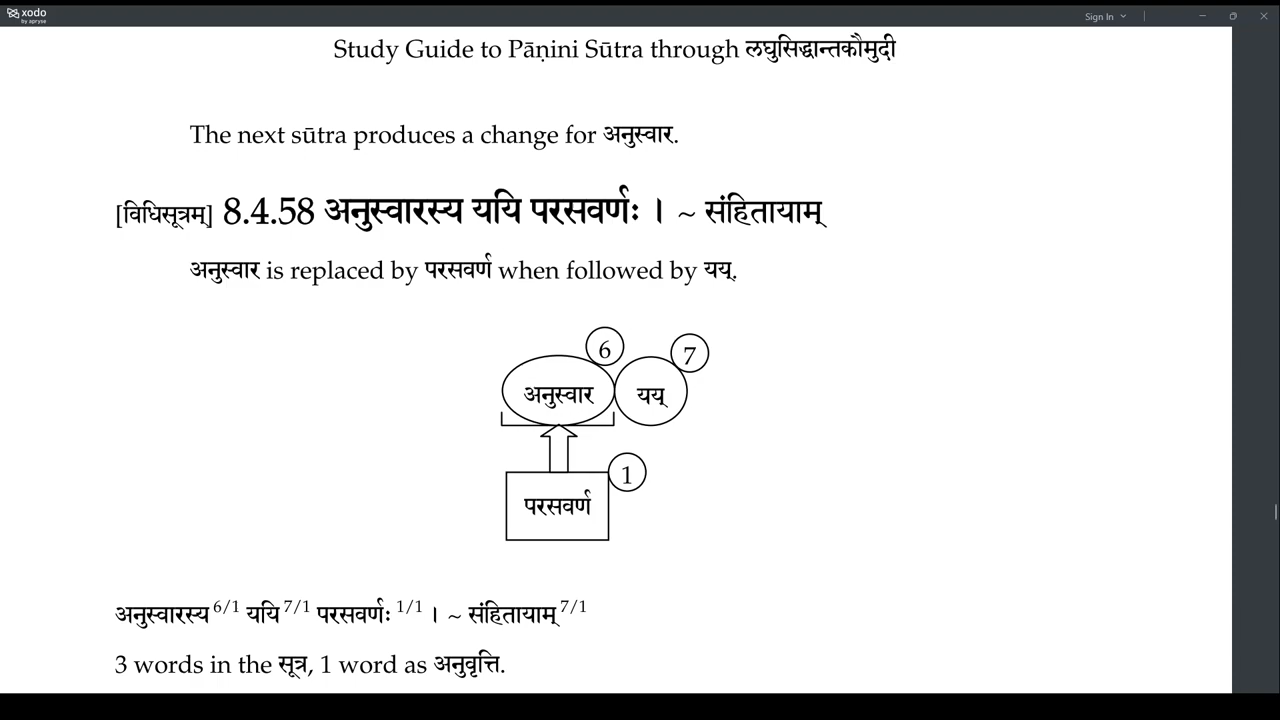 xodo
by apryse
Sign In
Study Guide to Pāṇini Sūtra through लघुसिद्धान्तकौमुदी
The next sūtra produces a change for अनुस्वार.
[विधिसूत्रम्] 8.4.58 अनुस्वारस्य ययि परसवर्णः । ~ संहितायाम्
अनुस्वार is replaced by परसवर्ण when followed by यय्.
6
7
अनुस्वार
यय्
1
परसवर्ण
अनुस्वारस्य 6/1 ययि 7/1 परसवर्णः 1/1 । ~ संहितायाम् 7/1
3 words in the सूत्र, 1 word as अनुवृत्ति.